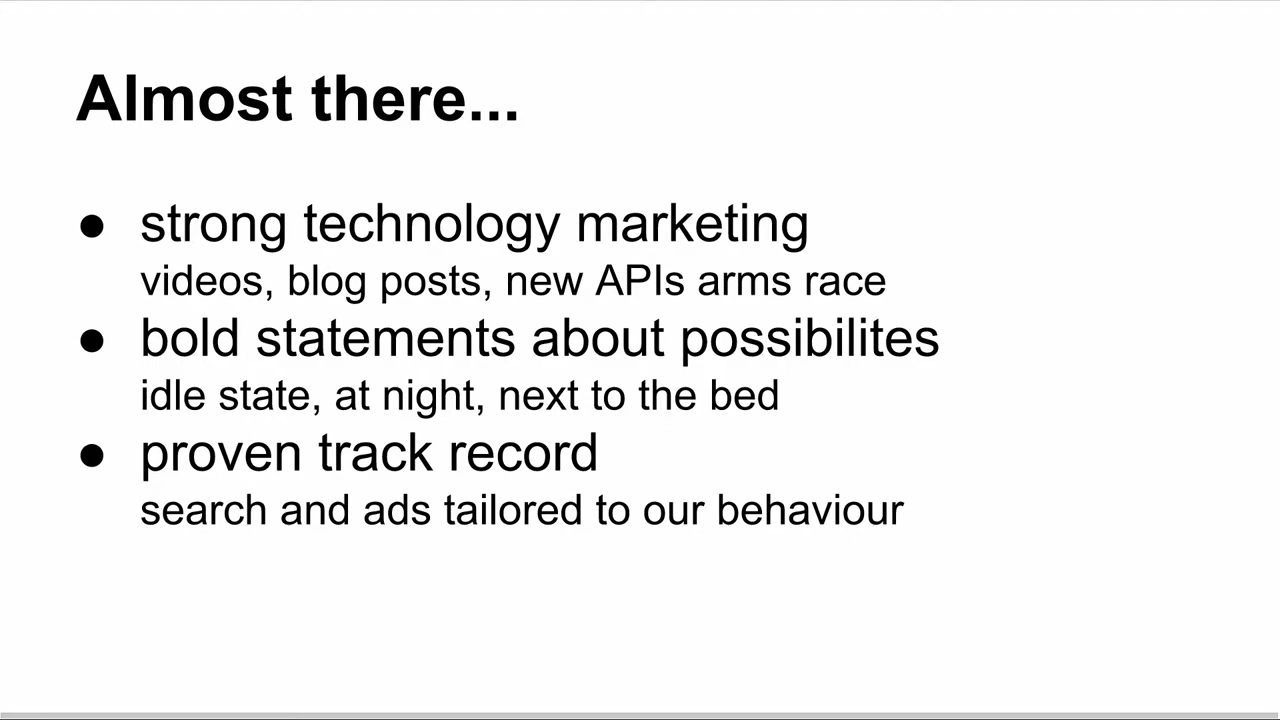 Almost there...
● strong technology marketing
videos, blog posts, new APIs arms race
● bold statements about possibilites
idle state, at night, next to the bed
● proven track record
search and ads tailored to our behaviour